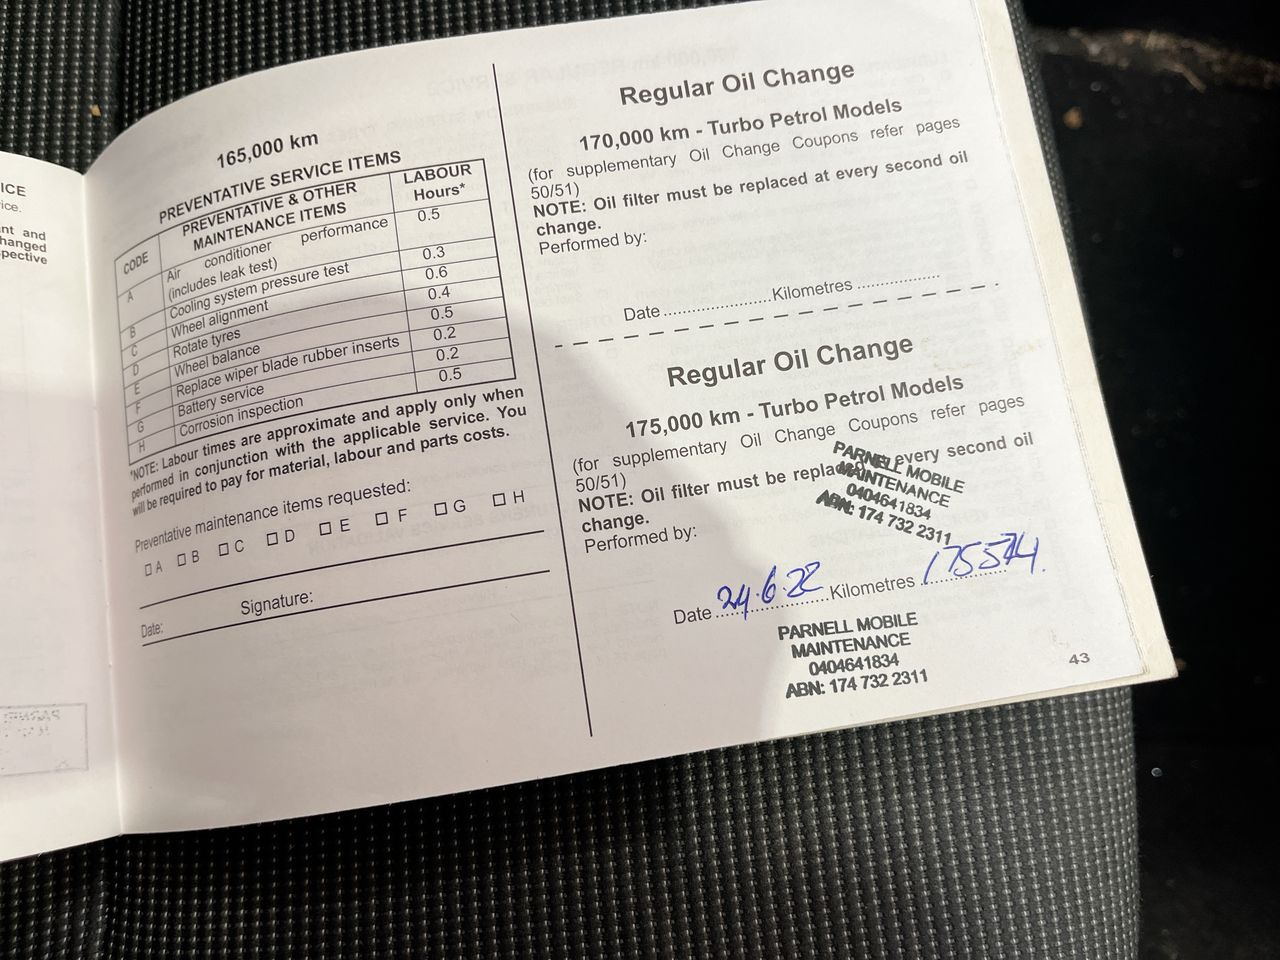 ICE
vice.
nt and
hanged
pective
165,000 km
PREVENTATIVE SERVICE ITEMS
CODE PREVENTATIVE & OTHER MAINTENANCE ITEMS LABOUR Hours*
A Air conditioner performance (includes leak test) 0.5
B Cooling system pressure test 0.3
C Wheel alignment 0.6
D Rotate tyres 0.4
E Wheel balance 0.5
F Replace wiper blade rubber inserts 0.2
G Battery service 0.2
H Corrosion inspection 0.5
*NOTE: Labour times are approximate and apply only when
performed in conjunction with the applicable service. You
will be required to pay for material, labour and parts costs.
Preventative maintenance items requested:
☐ A ☐ B ☐ C ☐ D ☐ E ☐ F ☐ G ☐ H
Signature:
Date:
Regular Oil Change
170,000 km - Turbo Petrol Models
(for supplementary Oil Change Coupons refer pages
50/51)
NOTE: Oil filter must be replaced at every second oil
change.
Performed by:
Date ..................... Kilometres ................
Regular Oil Change
175,000 km - Turbo Petrol Models
(for supplementary Oil Change Coupons refer pages
50/51)
NOTE: Oil filter must be replaced at every second oil
change.
Performed by:
PARNELL MOBILE
MAINTENANCE
0404641834
ABN: 174 732 2311
Date 24.6.22 Kilometres
PARNELL MOBILE
MAINTENANCE
0404641834
ABN: 174 732 2311
43